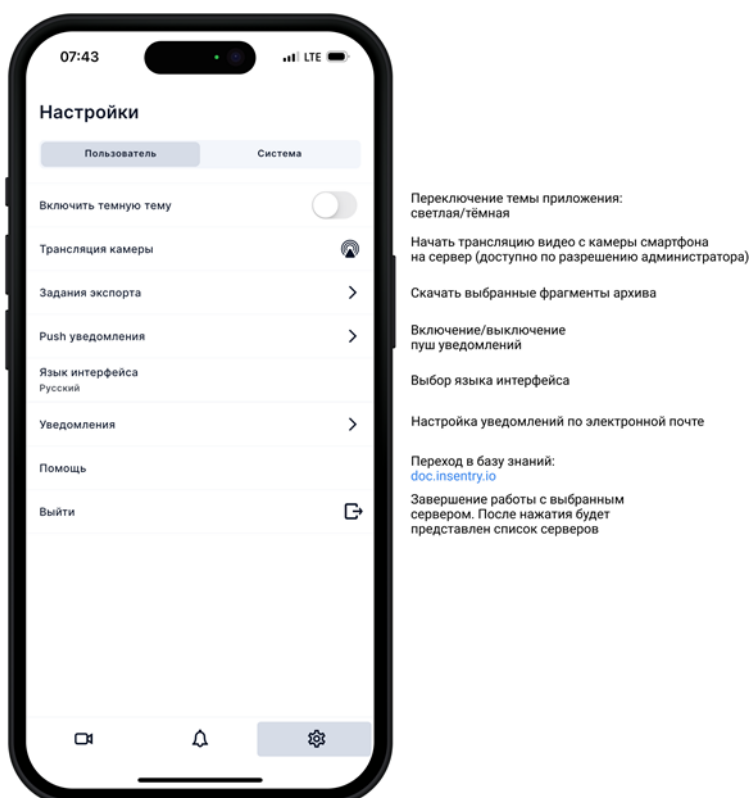 07:43
LTE
Настройки
Пользователь
Система
Включить темную тему
Переключение темы приложения:
светлая/тёмная
Трансляция камеры
Начать трансляцию видео с камеры смартфона
на сервер (доступно по разрешению администратора)
Задания экспорта
Скачать выбранные фрагменты архива
Push уведомления
Включение/выключение
пуш уведомлений
Язык интерфейса
Русский
Выбор языка интерфейса
Уведомления
Настройка уведомлений по электронной почте
Помощь
Переход в базу знаний:
doc.insentry.io
Выйти
Завершение работы с выбранным
сервером. После нажатия будет
представлен список серверов